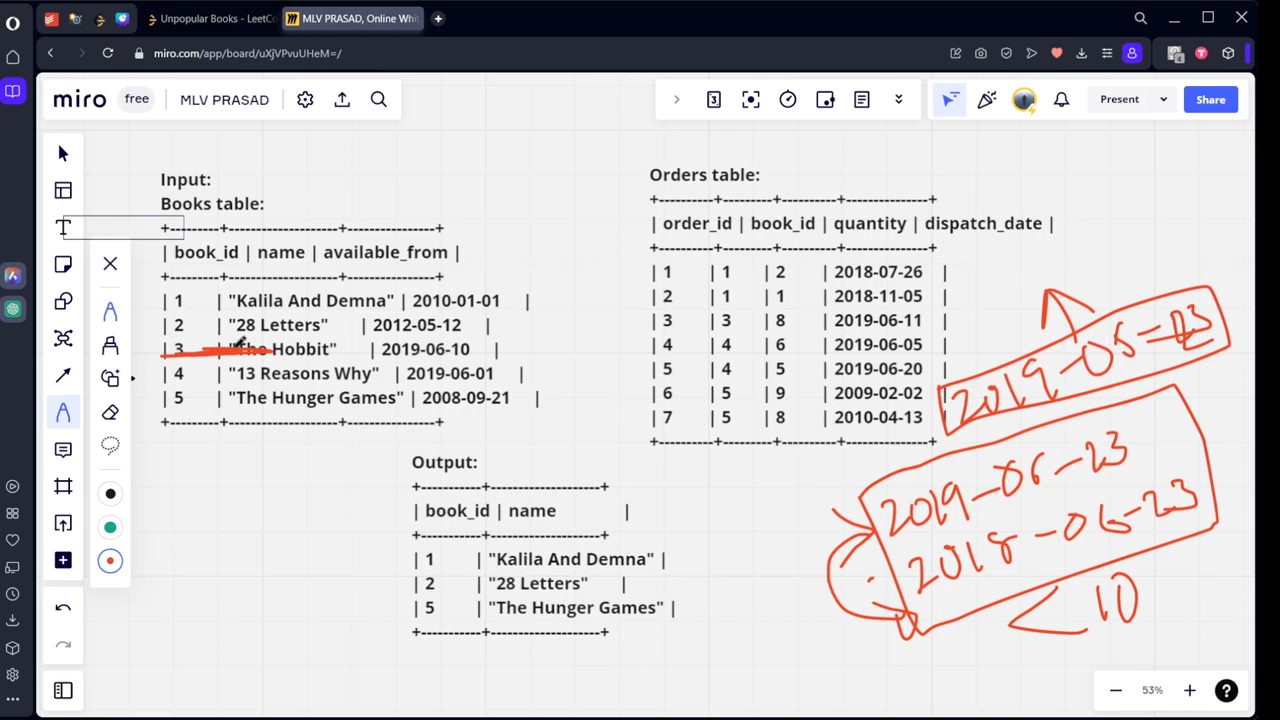 Unpopular Books - LeetCo
MLV PRASAD, Online Whi
miro.com/app/board/uXjVPvuUHeM=/
miro
free
MLV PRASAD
Present
Share
Input:
Books table:
+---------+--------------------+----------------+
| book_id | name | available_from |
+---------+--------------------+----------------+
| 1 | "Kalila And Demna" | 2010-01-01 |
| 2 | "28 Letters" | 2012-05-12 |
| 3 | "The Hobbit" | 2019-06-10 |
| 4 | "13 Reasons Why" | 2019-06-01 |
| 5 | "The Hunger Games" | 2008-09-21 |
+---------+--------------------+----------------+
Orders table:
+----------+---------+----------+---------------+
| order_id | book_id | quantity | dispatch_date |
+----------+---------+----------+---------------+
| 1 | 1 | 2 | 2018-07-26 |
| 2 | 1 | 1 | 2018-11-05 |
| 3 | 3 | 8 | 2019-06-11 |
| 4 | 4 | 6 | 2019-06-05 |
| 5 | 4 | 5 | 2019-06-20 |
| 6 | 5 | 9 | 2009-02-02 |
| 7 | 5 | 8 | 2010-04-13 |
+----------+---------+----------+---------------+
2019-05-23
2019-06-23
2018-06-23
<10
Output:
+-----------+--------------------+
| book_id | name |
+-----------+--------------------+
| 1 | "Kalila And Demna" |
| 2 | "28 Letters" |
| 5 | "The Hunger Games" |
+-----------+--------------------+
53%